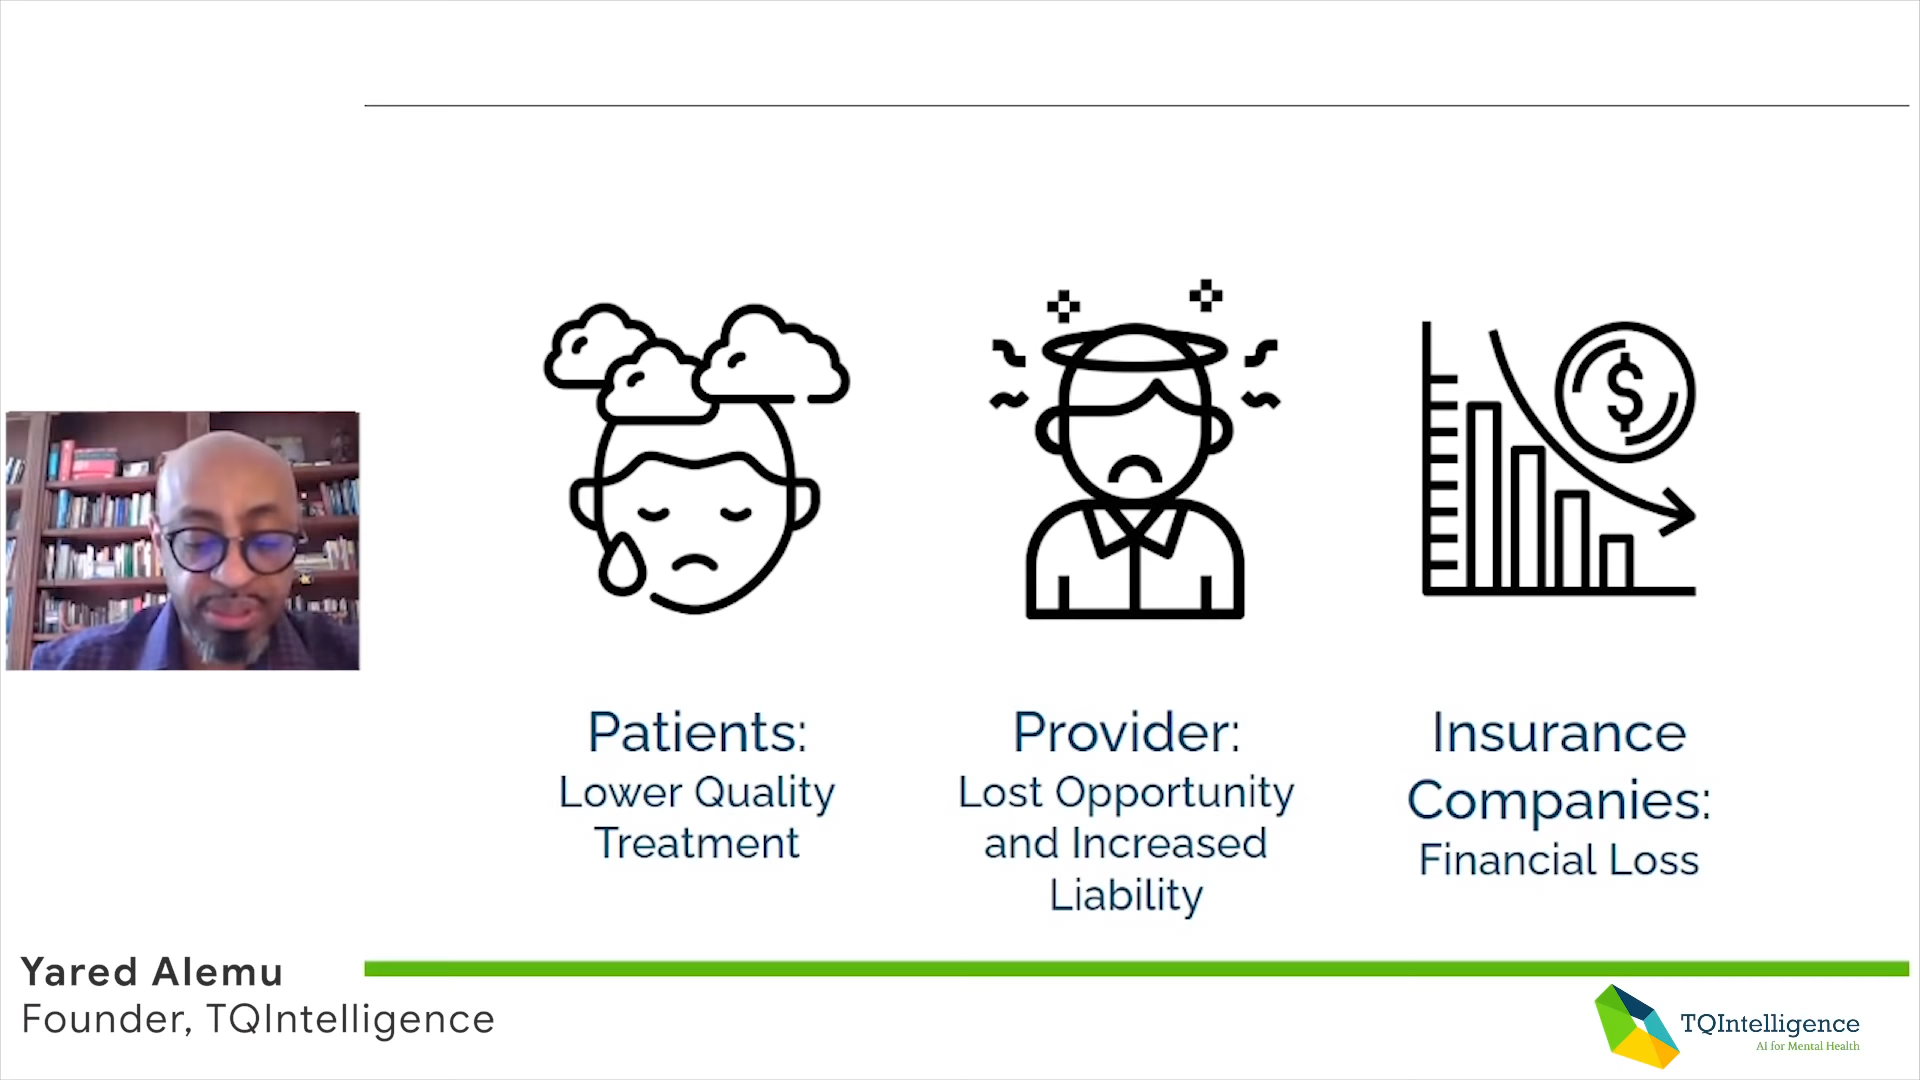 Patients:
Lower Quality
Treatment
Provider:
Lost Opportunity
and Increased
Liability
Insurance
Companies:
Financial Loss
$
Yared Alemu
Founder, TQIntelligence
TQIntelligence
AI for Mental Health